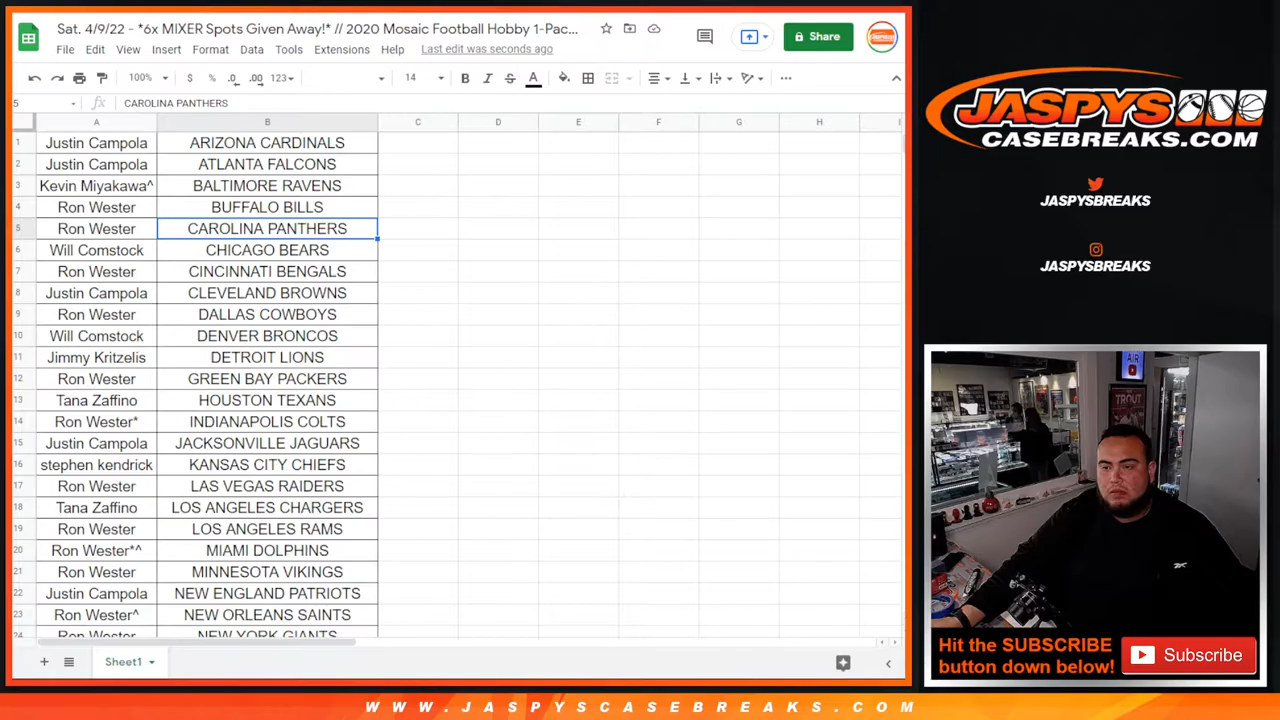 Sat. 4/9/22 - *6x MIXER Spots Given Away!* // 2020 Mosaic Football Hobby 1-Pac...
File Edit View Insert Format Data Tools Extensions Help Last edit was seconds ago
Share
100% $ % .0 .00 123 14 B I S A
5 fx CAROLINA PANTHERS
A B C D E F G H I
1 Justin Campola ARIZONA CARDINALS
2 Justin Campola ATLANTA FALCONS
3 Kevin Miyakawa^ BALTIMORE RAVENS
4 Ron Wester BUFFALO BILLS
5 Ron Wester CAROLINA PANTHERS
6 Will Comstock CHICAGO BEARS
7 Ron Wester CINCINNATI BENGALS
8 Justin Campola CLEVELAND BROWNS
9 Ron Wester DALLAS COWBOYS
10 Will Comstock DENVER BRONCOS
11 Jimmy Kritzelis DETROIT LIONS
12 Ron Wester GREEN BAY PACKERS
13 Tana Zaffino HOUSTON TEXANS
14 Ron Wester* INDIANAPOLIS COLTS
15 Justin Campola JACKSONVILLE JAGUARS
16 stephen kendrick KANSAS CITY CHIEFS
17 Ron Wester LAS VEGAS RAIDERS
18 Tana Zaffino LOS ANGELES CHARGERS
19 Ron Wester LOS ANGELES RAMS
20 Ron Wester*^ MIAMI DOLPHINS
21 Ron Wester MINNESOTA VIKINGS
22 Justin Campola NEW ENGLAND PATRIOTS
23 Ron Wester^ NEW ORLEANS SAINTS
24 Ron Wester NEW YORK GIANTS
Sheet1
JASPYS
CASEBREAKS.COM
JASPYSBREAKS
JASPYSBREAKS
AIR
TROUT
Hit the SUBSCRIBE
button down below!
Subscribe
WWW.JASPYSCASEBREAKS.COM